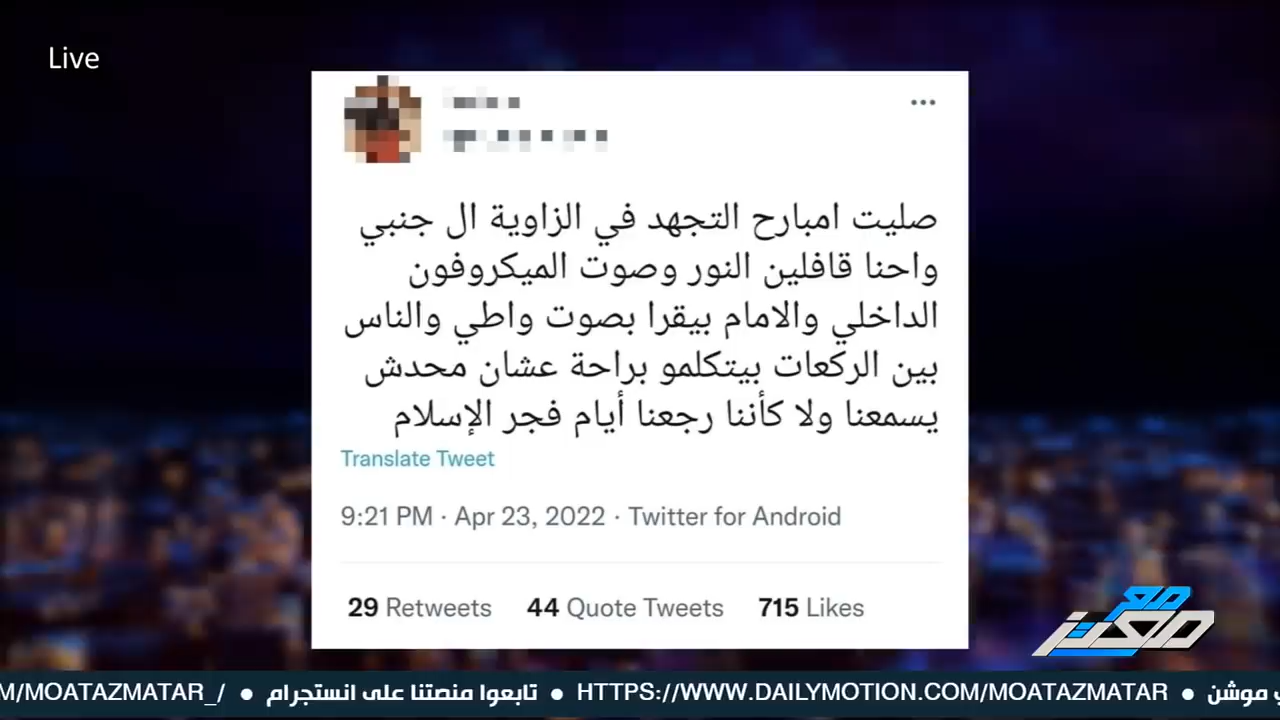 Live
صليت امبارح التجهد في الزاوية ال جنبي
واحنا قافلين النور وصوت الميكروفون
الداخلي والامام بيقرا بصوت واطي والناس
بين الركعات بيتكلمو براحة عشان محدش
يسمعنا ولا كأننا رجعنا أيام فجر الإسلام
Translate Tweet
9:21 PM · Apr 23, 2022 · Twitter for Android
29 Retweets 44 Quote Tweets 715 Likes
مع
معتز
موشن ● HTTPS://WWW.DAILYMOTION.COM/MOATAZMATAR ● تابعوا منصتنا على انستجرام ● M/MOATAZMATAR_/